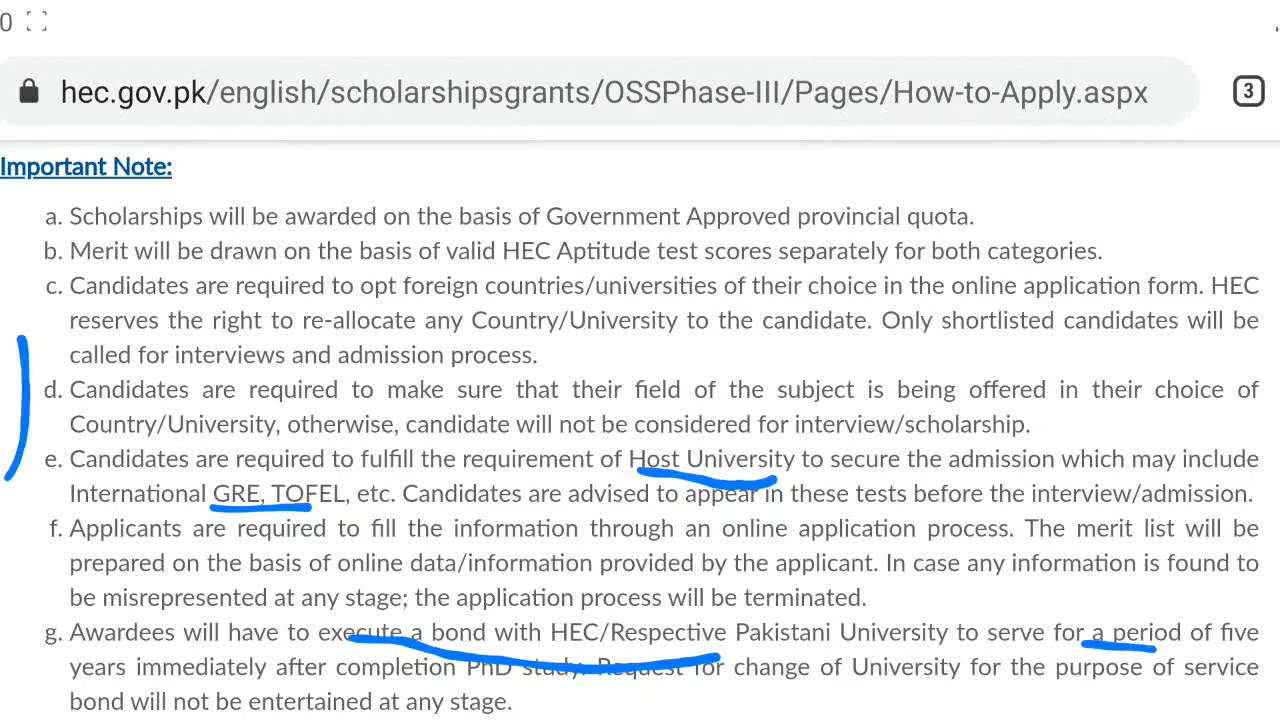 0
hec.gov.pk/english/scholarshipsgrants/OSSPhase-III/Pages/How-to-Apply.aspx
3
Important Note:
a. Scholarships will be awarded on the basis of Government Approved provincial quota.
b. Merit will be drawn on the basis of valid HEC Aptitude test scores separately for both categories.
c. Candidates are required to opt foreign countries/universities of their choice in the online application form. HEC
reserves the right to re-allocate any Country/University to the candidate. Only shortlisted candidates will be
called for interviews and admission process.
d. Candidates are required to make sure that their field of the subject is being offered in their choice of
Country/University, otherwise, candidate will not be considered for interview/scholarship.
e. Candidates are required to fulfill the requirement of Host University to secure the admission which may include
International GRE, TOFEL, etc. Candidates are advised to appear in these tests before the interview/admission.
f. Applicants are required to fill the information through an online application process. The merit list will be
prepared on the basis of online data/information provided by the applicant. In case any information is found to
be misrepresented at any stage; the application process will be terminated.
g. Awardees will have to execute a bond with HEC/Respective Pakistani University to serve for a period of five
years immediately after completion PhD study. Request for change of University for the purpose of service
bond will not be entertained at any stage.